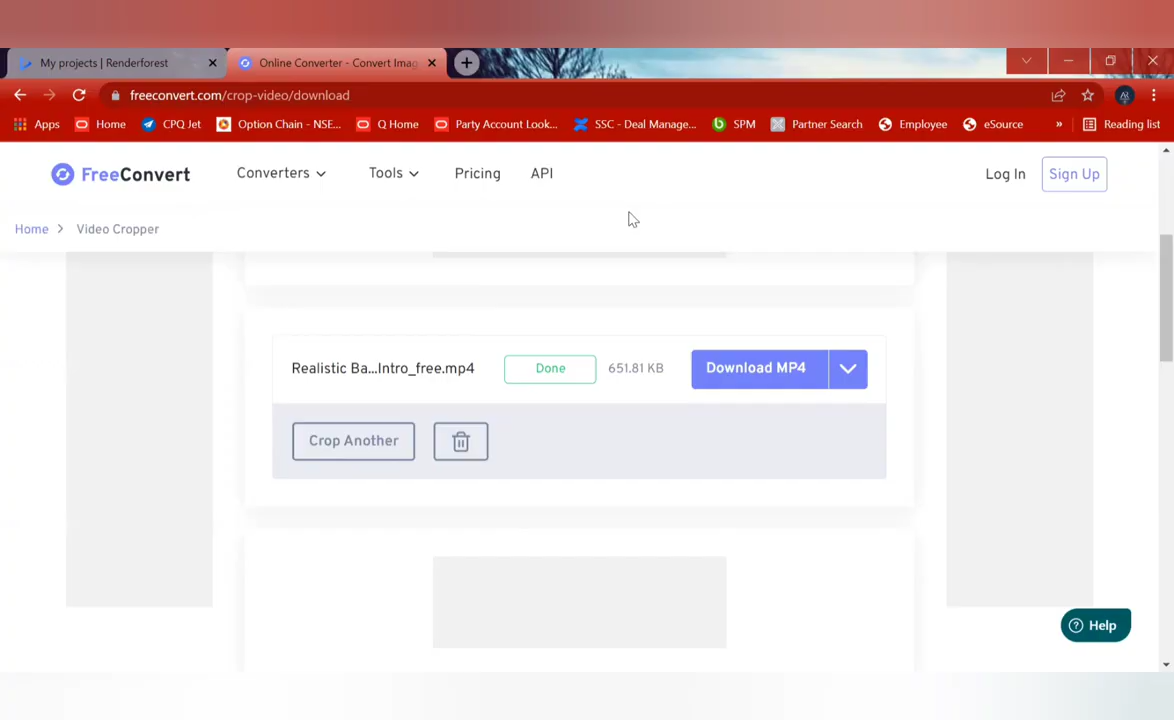 My projects | Renderforest
Online Converter - Convert Imag
freeconvert.com/crop-video/download
Apps Home CPQ Jet Option Chain - NSE... Q Home Party Account Look... SSC - Deal Manage... SPM Partner Search Employee eSource » Reading list
FreeConvert Converters Tools Pricing API Log In Sign Up
Home > Video Cropper
Realistic Ba...Intro_free.mp4 Done 651.81 KB Download MP4
Crop Another
? Help